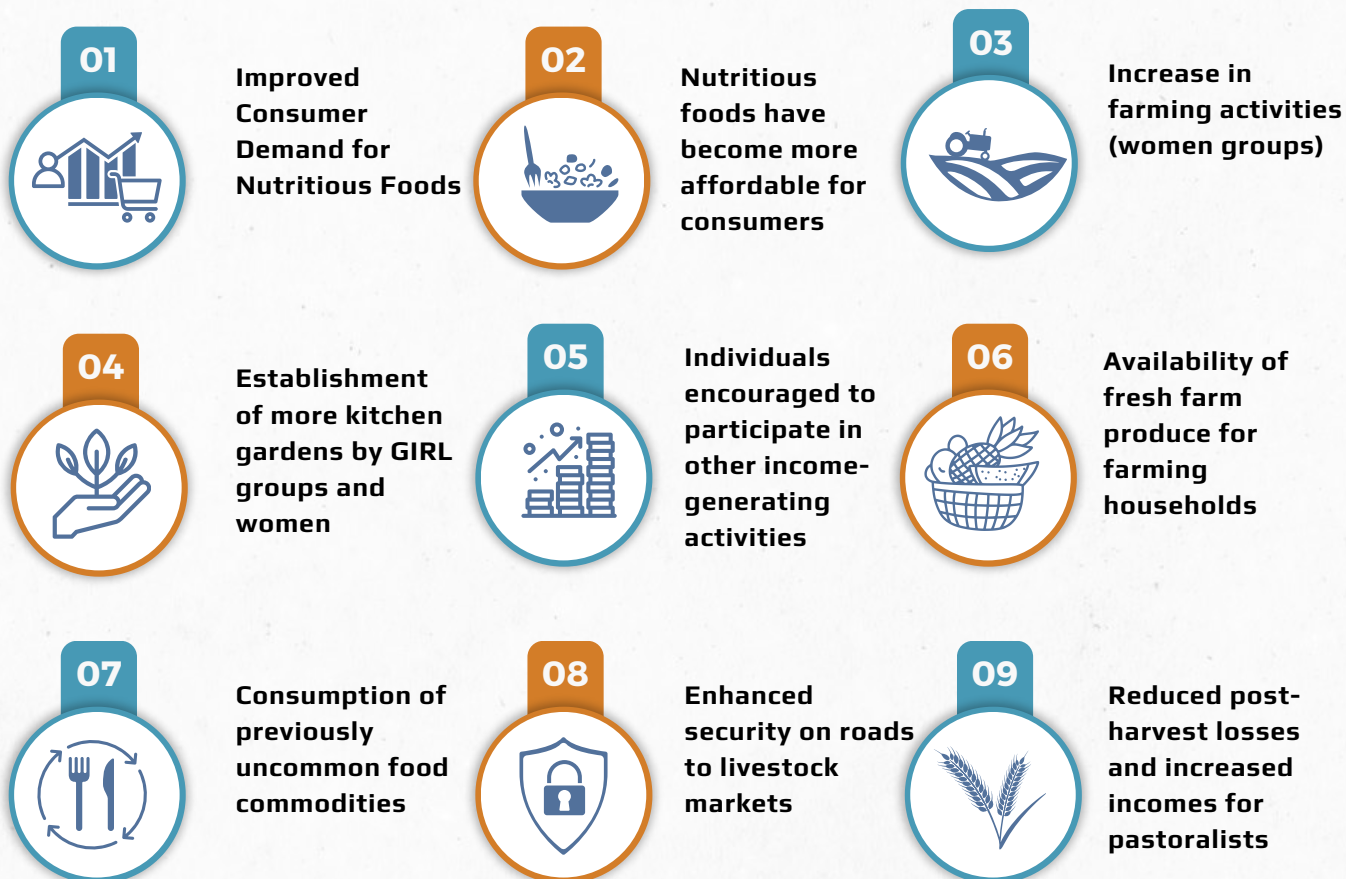 01
Improved
Consumer
Demand for
Nutritious Foods
02
Nutritious
foods have
become more
affordable for
consumers
03
Increase in
farming activities
(women groups)
04
Establishment
of more kitchen
gardens by GIRL
groups and
women
05
Individuals
encouraged to
participate in
other income-
generating
activities
06
Availability of
fresh farm
produce for
farming
households
07
Consumption of
previously
uncommon food
commodities
08
Enhanced
security on roads
to livestock
markets
09
Reduced post-
harvest losses
and increased
incomes for
pastoralists